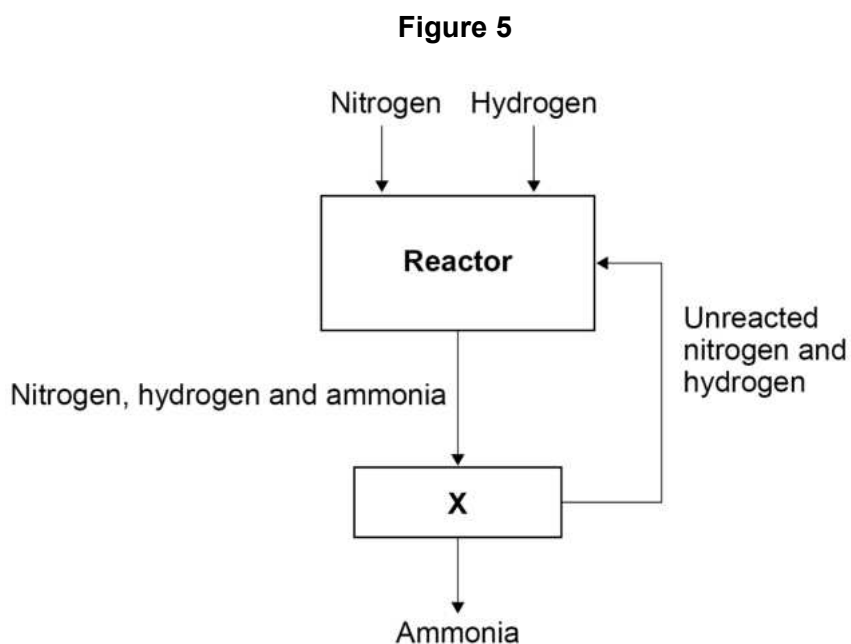 Figure 5
Nitrogen Hydrogen
Reactor
Unreacted
nitrogen and
hydrogen
Nitrogen, hydrogen and ammonia
X
Ammonia